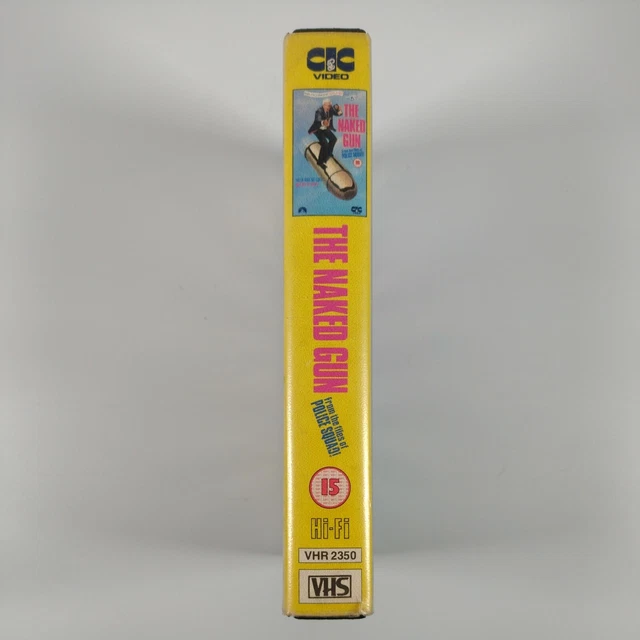 CIC
VIDEO
THE
NAKED
GUN
THE NAKED GUN
from the files of
POLICE SQUAD!
15
Hi-Fi
VHR 2350
VHS